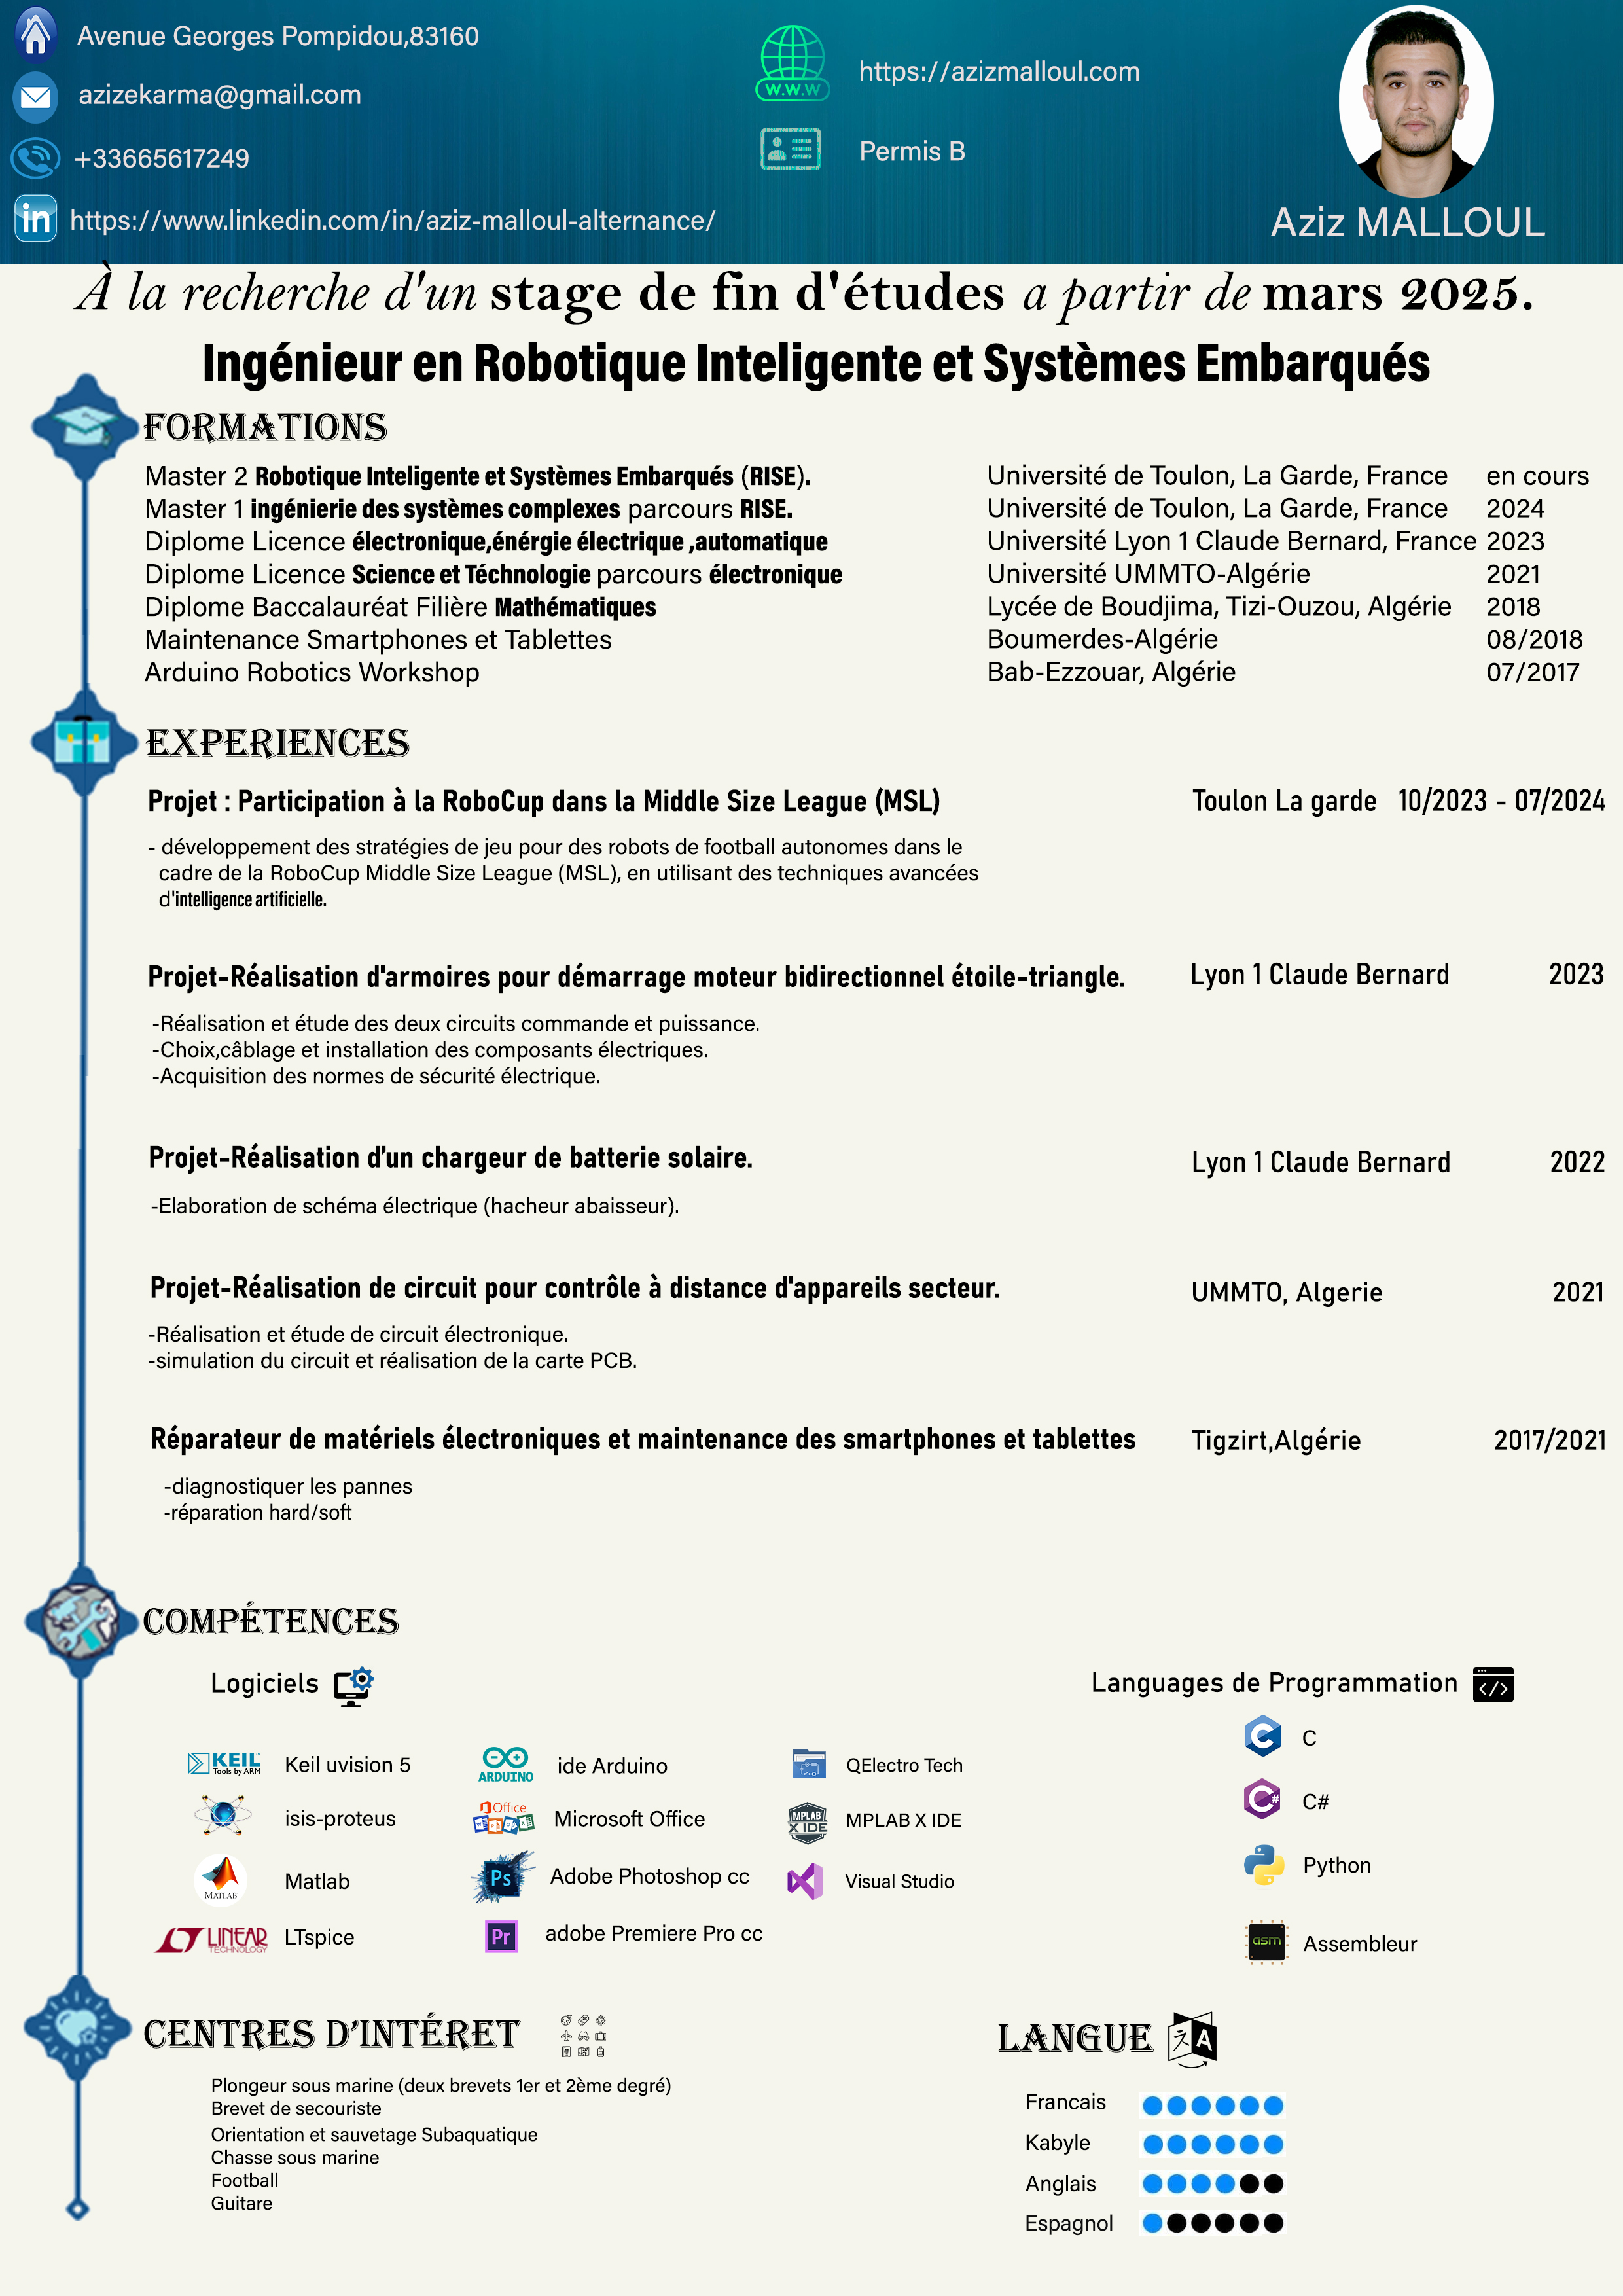 Avenue Georges Pompidou,83160
azizekarma@gmail.com
+33665617249
https://www.linkedin.com/in/aziz-malloul-alternance/
W.W.W
https://azizmalloul.com
Permis B
Aziz MALLOUL
À la recherche d'un stage de fin d'études a partir de mars 2025.
Ingénieur en Robotique Inteligente et Systèmes Embarqués
FORMATIONS
Master 2 Robotique Inteligente et Systèmes Embarqués (RISE). Université de Toulon, La Garde, France en cours
Master 1 ingénierie des systèmes complexes parcours RISE. Université de Toulon, La Garde, France 2024
Diplome Licence électronique,énérgie électrique ,automatique Université Lyon 1 Claude Bernard, France 2023
Diplome Licence Science et Téchnologie parcours électronique Université UMMTO-Algérie 2021
Diplome Baccalauréat Filière Mathématiques Lycée de Boudjima, Tizi-Ouzou, Algérie 2018
Maintenance Smartphones et Tablettes Boumerdes-Algérie 08/2018
Arduino Robotics Workshop Bab-Ezzouar, Algérie 07/2017
EXPERIENCES
Projet : Participation à la RoboCup dans la Middle Size League (MSL) Toulon La garde 10/2023 - 07/2024
- développement des stratégies de jeu pour des robots de football autonomes dans le
cadre de la RoboCup Middle Size League (MSL), en utilisant des techniques avancées
d'intelligence artificielle.
Projet-Réalisation d'armoires pour démarrage moteur bidirectionnel étoile-triangle. Lyon 1 Claude Bernard 2023
-Réalisation et étude des deux circuits commande et puissance.
-Choix,câblage et installation des composants électriques.
-Acquisition des normes de sécurité électrique.
Projet-Réalisation d’un chargeur de batterie solaire. Lyon 1 Claude Bernard 2022
-Elaboration de schéma électrique (hacheur abaisseur).
Projet-Réalisation de circuit pour contrôle à distance d'appareils secteur. UMMTO, Algerie 2021
-Réalisation et étude de circuit électronique.
-simulation du circuit et réalisation de la carte PCB.
Réparateur de matériels électroniques et maintenance des smartphones et tablettes Tigzirt,Algérie 2017/2021
-diagnostiquer les pannes
-réparation hard/soft
COMPÉTENCES
Logiciels
KEIL Tools by ARM Keil uvision 5
isis-proteus
MATLAB Matlab
LINEAR TECHNOLOGY LTspice
ARDUINO ide Arduino
Office Microsoft Office
Ps Adobe Photoshop cc
Pr adobe Premiere Pro cc
QElectro Tech
MPLAB X IDE MPLAB X IDE
Visual Studio
Languages de Programmation
C C
C# C#
Python
asm Assembleur
CENTRES D’INTÉRET
Plongeur sous marine (deux brevets 1er et 2ème degré)
Brevet de secouriste
Orientation et sauvetage Subaquatique
Chasse sous marine
Football
Guitare
LANGUE
Francais
Kabyle
Anglais
Espagnol